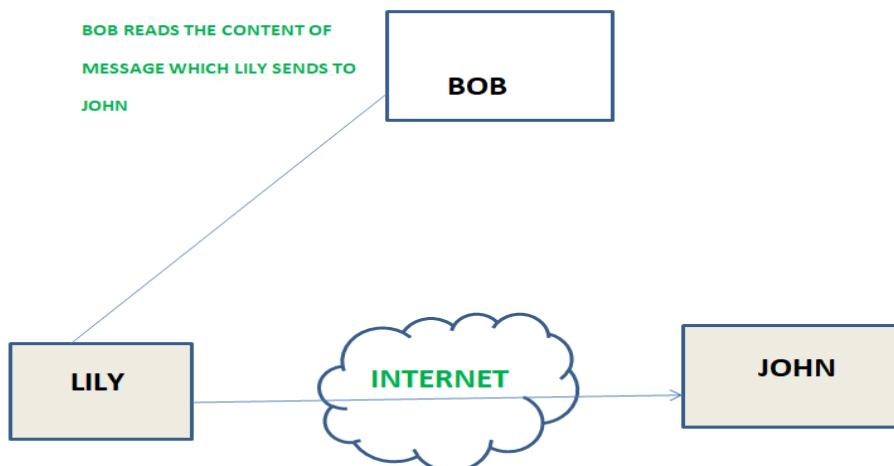 BOB READS THE CONTENT OF
MESSAGE WHICH LILY SENDS TO
JOHN
BOB
LILY
INTERNET
JOHN